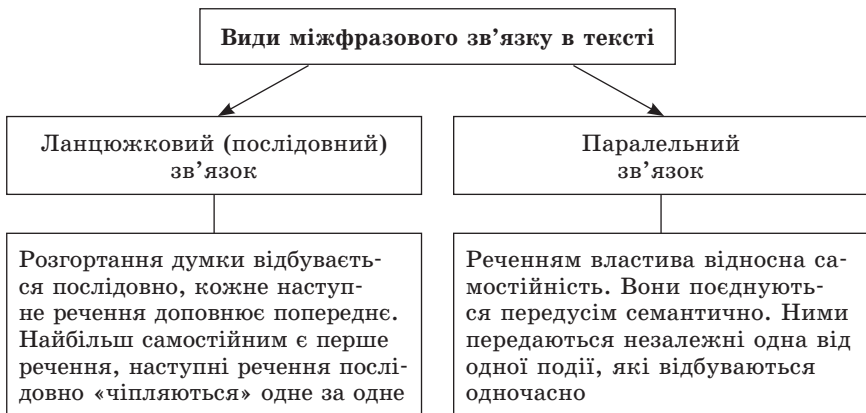 Види міжфразового зв’язку в тексті
Ланцюжковий (послідовний)
зв’язок
Паралельний
зв’язок
Розгортання думки відбуваєть-
ся послідовно, кожне наступ-
не речення доповнює попереднє.
Найбільш самостійним є перше
речення, наступні речення послі-
довно «чіпляються» одне за одне
Реченням властива відносна са-
мостійність. Вони поєднують-
ся передусім семантично. Ними
передаються незалежні одна від
одної події, які відбуваються
одночасно